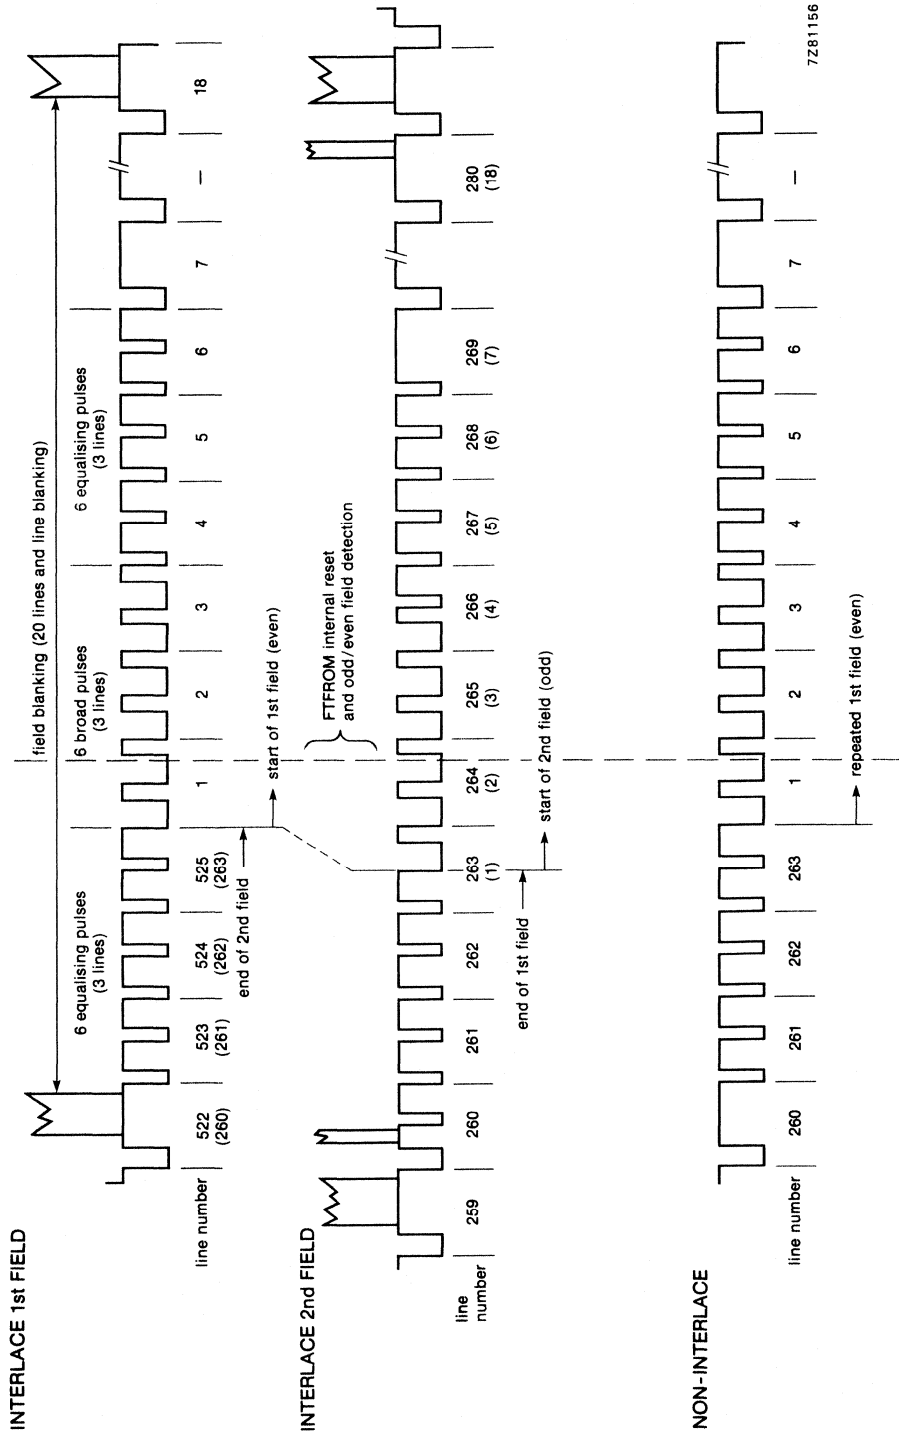 INTERLACE 1st FIELD
field blanking (20 lines and line blanking)
6 equalising pulses
(3 lines)
6 broad pulses
(3 lines)
6 equalising pulses
(3 lines)
line number
522
(260)
523
(261)
524
(262)
525
(263)
1
2
3
4
5
6
7
—
18
end of 2nd field
start of 1st field (even)
INTERLACE 2nd FIELD
FTFROM internal reset
and odd/even field detection
line
number
259
260
261
262
263
(1)
264
(2)
265
(3)
266
(4)
267
(5)
268
(6)
269
(7)
280
(18)
end of 1st field
start of 2nd field (odd)
NON-INTERLACE
line number
260
261
262
263
1
2
3
4
5
6
7
—
repeated 1st field (even)
7Z81156